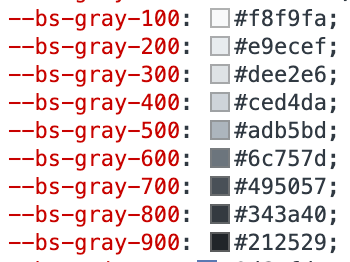 --bs-gray-100: #f8f9fa;
--bs-gray-200: #e9ecef;
--bs-gray-300: #dee2e6;
--bs-gray-400: #ced4da;
--bs-gray-500: #adb5bd;
--bs-gray-600: #6c757d;
--bs-gray-700: #495057;
--bs-gray-800: #343a40;
--bs-gray-900: #212529;